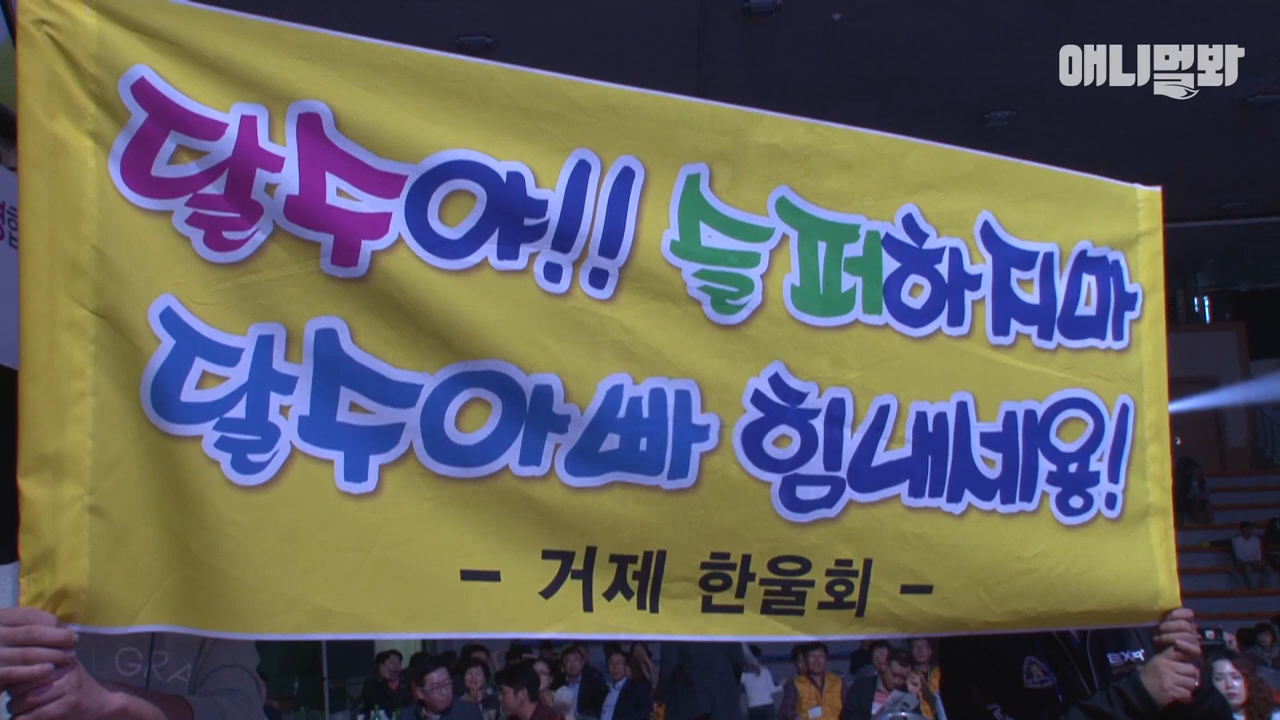 애니멀봐
달수야!! 슬퍼하지마
달수아빠 힘내세용!
- 거제 한울회 -